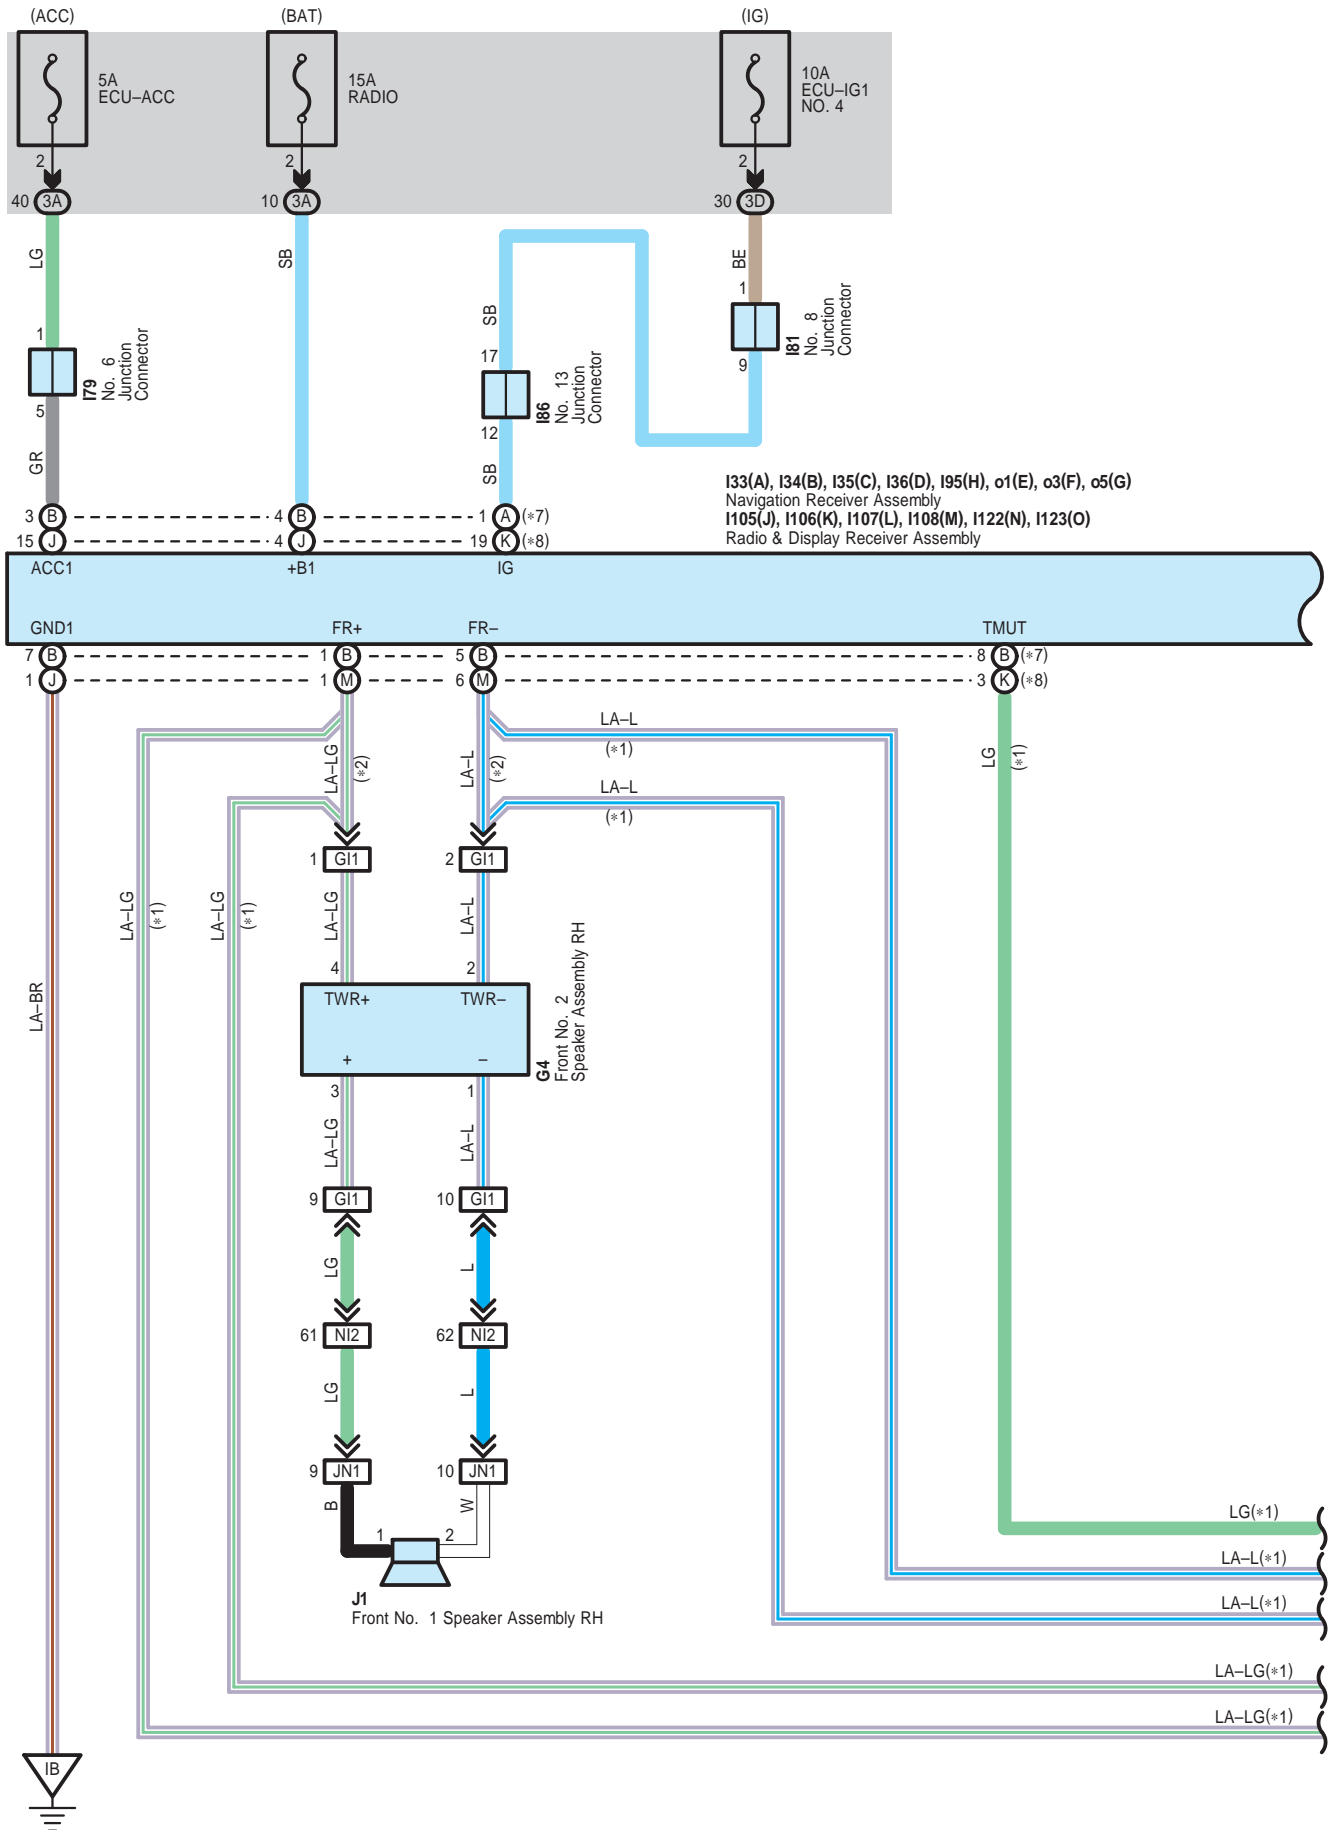 (ACC)
(BAT)
(IG)
5A
ECU–ACC
15A
RADIO
10A
ECU–IG1
NO. 4
2
2
2
40 3A
10 3A
30 3D
LG
SB
BE
SB
1
1
17
I79
No. 6
Junction
Connector
I86
No. 13
Junction
Connector
I81
No. 8
Junction
Connector
5
12
9
GR
SB
I33(A), I34(B), I35(C), I36(D), I95(H), o1(E), o3(F), o5(G)
Navigation Receiver Assembly
I105(J), I106(K), I107(L), I108(M), I122(N), I123(O)
Radio & Display Receiver Assembly
3 B 4 B 1 A (*7)
15 J 4 J 19 K (*8)
ACC1 +B1 IG
GND1 FR+ FR– TMUT
7 B 1 B 5 B 8 B (*7)
1 J 1 M 6 M 3 K (*8)
LA–L
(*1)
LA–LG
(*2)
LA–L
(*2)
LG
(*1)
LA–L
(*1)
1 GI1 2 GI1
LA–LG
(*1)
LA–LG
(*1)
LA–LG
LA–L
LA–BR
4 2
TWR+ TWR–
+ –
G4
Front No. 2
Speaker Assembly RH
3 1
LA–LG
LA–L
9 GI1 10 GI1
LG
L
61 NI2 62 NI2
LG
L
9 JN1 10 JN1
B
W
1 2
J1
Front No. 1 Speaker Assembly RH
LG(*1)
LA–L(*1)
LA–L(*1)
LA–LG(*1)
LA–LG(*1)
IB